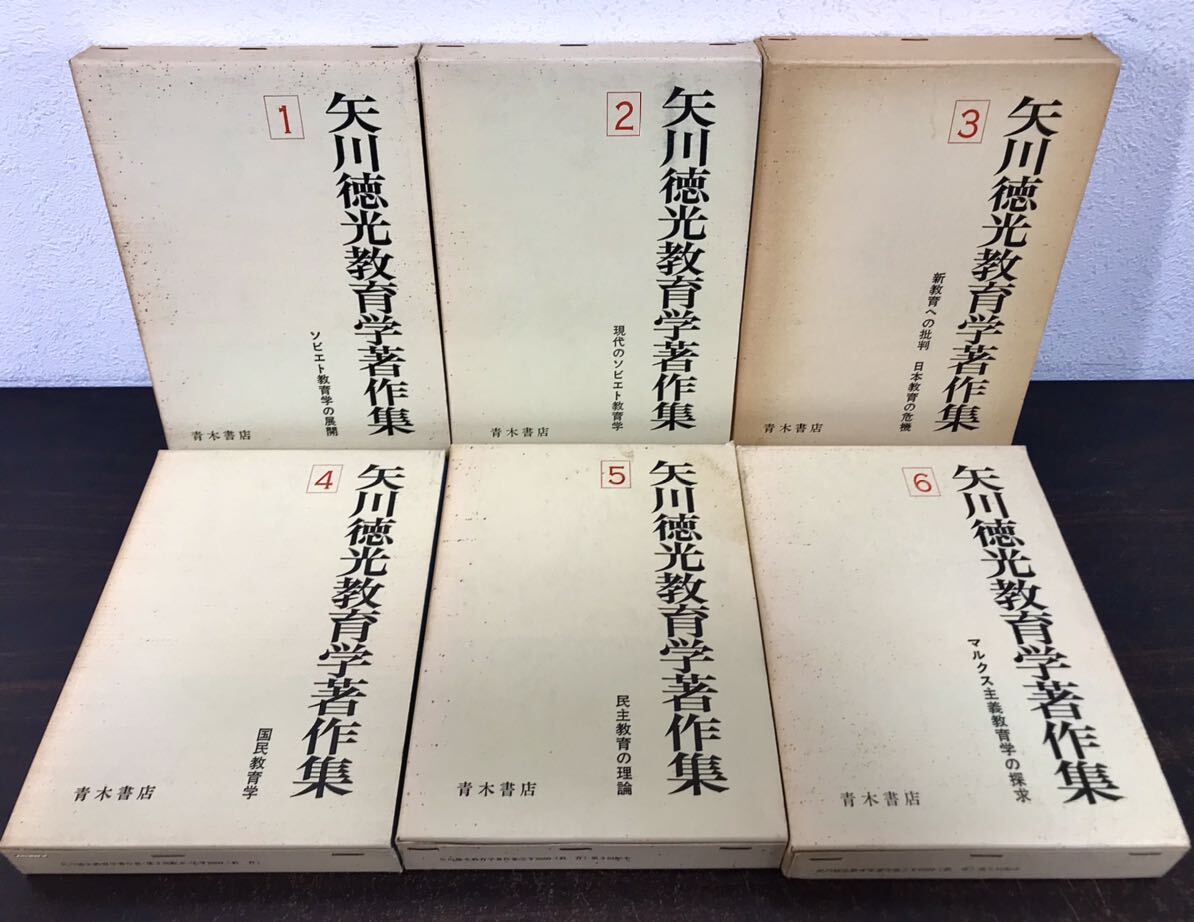 1
矢川徳光教育学著作集
ソビエト教育学の展開
青木書店
2
矢川徳光教育学著作集
現代のソビエト教育学
青木書店
3
矢川徳光教育学著作集
新教育への批判 日本教育の危機
青木書店
4
矢川徳光教育学著作集
国民教育学
青木書店
5
矢川徳光教育学著作集
民主教育の理論
青木書店
6
矢川徳光教育学著作集
マルクス主義教育学の探求
青木書店